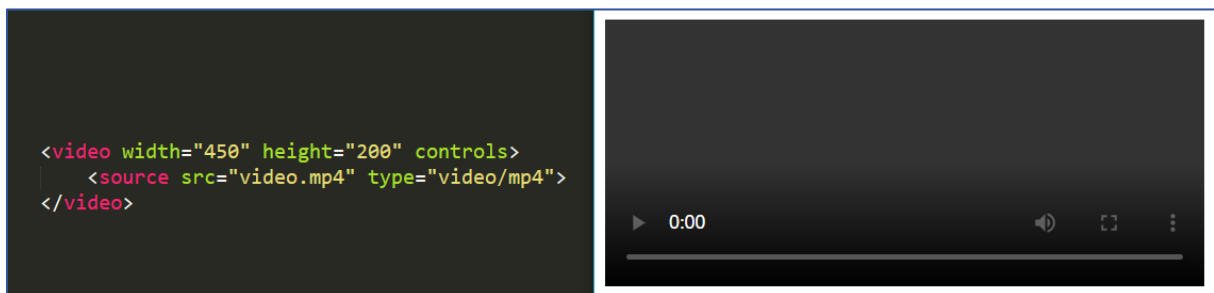 <video width="450" height="200" controls>
<source src="video.mp4" type="video/mp4">
</video>
0:00